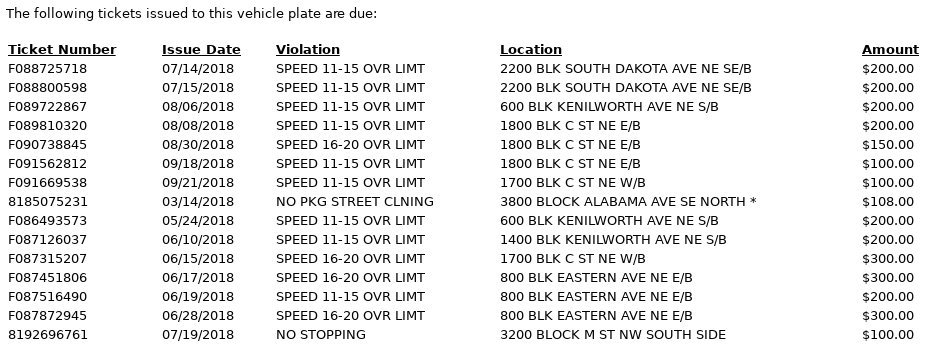 The following tickets issued to this vehicle plate are due:
Ticket Number Issue Date Violation Location Amount
F088725718 07/14/2018 SPEED 11-15 OVR LIMT 2200 BLK SOUTH DAKOTA AVE NE SE/B $200.00
F088800598 07/15/2018 SPEED 11-15 OVR LIMT 2200 BLK SOUTH DAKOTA AVE NE SE/B $200.00
F089722867 08/06/2018 SPEED 11-15 OVR LIMT 600 BLK KENILWORTH AVE NE S/B $200.00
F089810320 08/08/2018 SPEED 11-15 OVR LIMT 1800 BLK C ST NE E/B $200.00
F090738845 08/30/2018 SPEED 16-20 OVR LIMT 1800 BLK C ST NE E/B $150.00
F091562812 09/18/2018 SPEED 11-15 OVR LIMT 1800 BLK C ST NE E/B $100.00
F091669538 09/21/2018 SPEED 11-15 OVR LIMT 1700 BLK C ST NE W/B $100.00
8185075231 03/14/2018 NO PKG STREET CLNING 3800 BLOCK ALABAMA AVE SE NORTH * $108.00
F086493573 05/24/2018 SPEED 11-15 OVR LIMT 600 BLK KENILWORTH AVE NE S/B $200.00
F087126037 06/10/2018 SPEED 11-15 OVR LIMT 1400 BLK KENILWORTH AVE NE S/B $200.00
F087315207 06/15/2018 SPEED 16-20 OVR LIMT 1700 BLK C ST NE W/B $300.00
F087451806 06/17/2018 SPEED 16-20 OVR LIMT 800 BLK EASTERN AVE NE E/B $300.00
F087516490 06/19/2018 SPEED 11-15 OVR LIMT 800 BLK EASTERN AVE NE E/B $200.00
F087872945 06/28/2018 SPEED 16-20 OVR LIMT 800 BLK EASTERN AVE NE E/B $300.00
8192696761 07/19/2018 NO STOPPING 3200 BLOCK M ST NW SOUTH SIDE $100.00